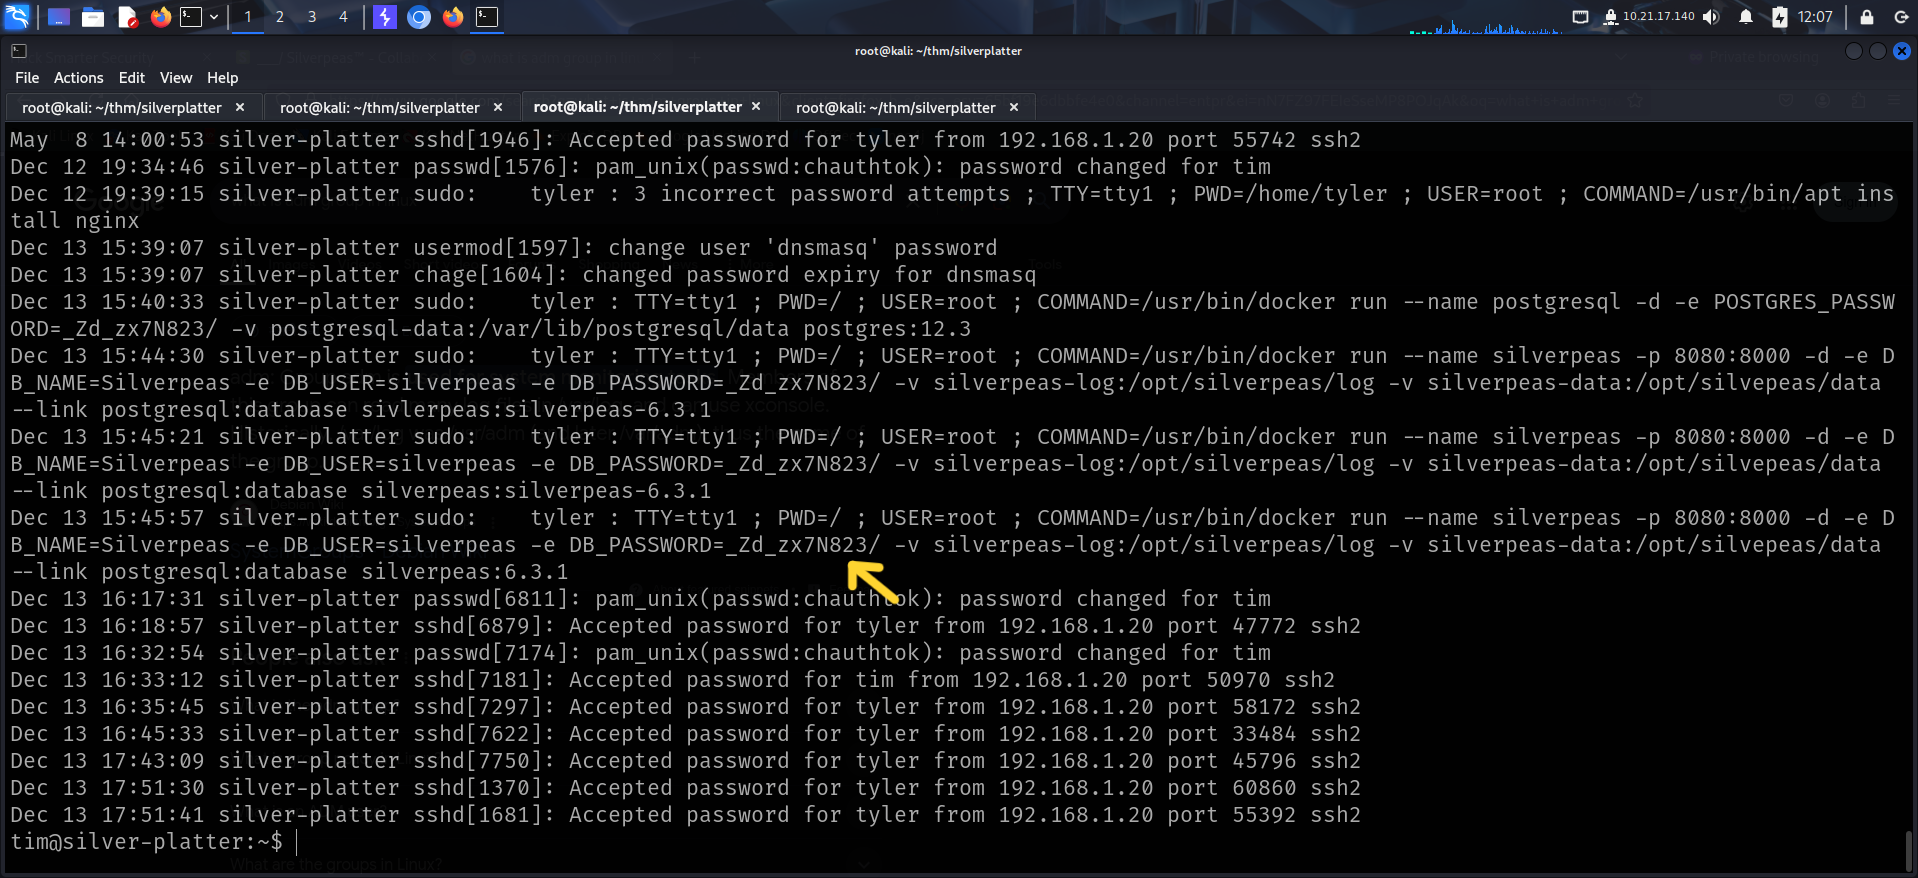 1 2 3 4 10.21.17.140 12:07
root@kali: ~/thm/silverplatter
File Actions Edit View Help
root@kali: ~/thm/silverplatter × root@kali: ~/thm/silverplatter × root@kali: ~/thm/silverplatter × root@kali: ~/thm/silverplatter ×
May  8 14:00:53 silver-platter sshd[1946]: Accepted password for tyler from 192.168.1.20 port 55742 ssh2
Dec 12 19:34:46 silver-platter passwd[1576]: pam_unix(passwd:chauthtok): password changed for tim
Dec 12 19:39:15 silver-platter sudo:    tyler : 3 incorrect password attempts ; TTY=tty1 ; PWD=/home/tyler ; USER=root ; COMMAND=/usr/bin/apt ins
tall nginx
Dec 13 15:39:07 silver-platter usermod[1597]: change user 'dnsmasq' password
Dec 13 15:39:07 silver-platter chage[1604]: changed password expiry for dnsmasq
Dec 13 15:40:33 silver-platter sudo:    tyler : TTY=tty1 ; PWD=/ ; USER=root ; COMMAND=/usr/bin/docker run --name postgresql -d -e POSTGRES_PASSW
ORD=_Zd_zx7N823/ -v postgresql-data:/var/lib/postgresql/data postgres:12.3
Dec 13 15:44:30 silver-platter sudo:    tyler : TTY=tty1 ; PWD=/ ; USER=root ; COMMAND=/usr/bin/docker run --name silverpeas -p 8080:8000 -d -e D
B_NAME=Silverpeas -e DB_USER=silverpeas -e DB_PASSWORD=_Zd_zx7N823/ -v silverpeas-log:/opt/silverpeas/log -v silverpeas-data:/opt/silvepeas/data
--link postgresql:database sivlerpeas:silverpeas-6.3.1
Dec 13 15:45:21 silver-platter sudo:    tyler : TTY=tty1 ; PWD=/ ; USER=root ; COMMAND=/usr/bin/docker run --name silverpeas -p 8080:8000 -d -e D
B_NAME=Silverpeas -e DB_USER=silverpeas -e DB_PASSWORD=_Zd_zx7N823/ -v silverpeas-log:/opt/silverpeas/log -v silverpeas-data:/opt/silvepeas/data
--link postgresql:database silverpeas:silverpeas-6.3.1
Dec 13 15:45:57 silver-platter sudo:    tyler : TTY=tty1 ; PWD=/ ; USER=root ; COMMAND=/usr/bin/docker run --name silverpeas -p 8080:8000 -d -e D
B_NAME=Silverpeas -e DB_USER=silverpeas -e DB_PASSWORD=_Zd_zx7N823/ -v silverpeas-log:/opt/silverpeas/log -v silverpeas-data:/opt/silvepeas/data
--link postgresql:database silverpeas:6.3.1
Dec 13 16:17:31 silver-platter passwd[6811]: pam_unix(passwd:chauthtok): password changed for tim
Dec 13 16:18:57 silver-platter sshd[6879]: Accepted password for tyler from 192.168.1.20 port 47772 ssh2
Dec 13 16:32:54 silver-platter passwd[7174]: pam_unix(passwd:chauthtok): password changed for tim
Dec 13 16:33:12 silver-platter sshd[7181]: Accepted password for tim from 192.168.1.20 port 50970 ssh2
Dec 13 16:35:45 silver-platter sshd[7297]: Accepted password for tyler from 192.168.1.20 port 58172 ssh2
Dec 13 16:45:33 silver-platter sshd[7622]: Accepted password for tyler from 192.168.1.20 port 33484 ssh2
Dec 13 17:43:09 silver-platter sshd[7750]: Accepted password for tyler from 192.168.1.20 port 45796 ssh2
Dec 13 17:51:30 silver-platter sshd[1370]: Accepted password for tyler from 192.168.1.20 port 60860 ssh2
Dec 13 17:51:41 silver-platter sshd[1681]: Accepted password for tyler from 192.168.1.20 port 55392 ssh2
tim@silver-platter:~$
What are the groups in Linux?